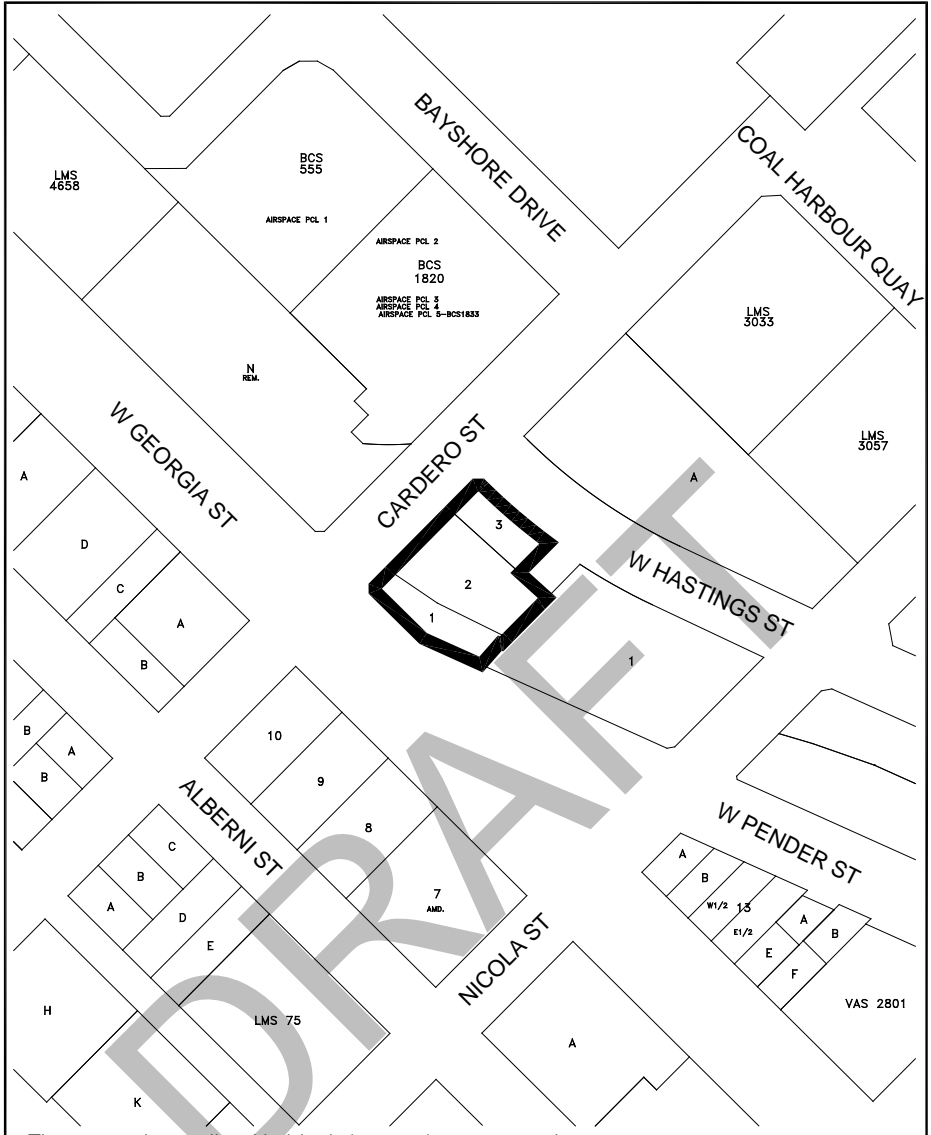 BAYSHORE DRIVE
COAL HARBOUR QUAY
BCS
555
LMS
4658
AIRSPACE PCL 1
AIRSPACE PCL 2
BCS
1820
AIRSPACE PCL 3
AIRSPACE PCL 4
AIRSPACE PCL 5-BCS1833
LMS
3033
N
REM.
W GEORGIA ST
CARDERO ST
LMS
3057
A
A
3
D
W HASTINGS ST
2
C
1
A
B
1
B
A
B
10
9
ALBERNI ST
8
W PENDER ST
C
B
A
D
E
7
AMD.
A
B
W1/2
13
E1/2
A
B
E
F
NICOLA ST
VAS 2801
H
LMS 75
A
K
DRAFT